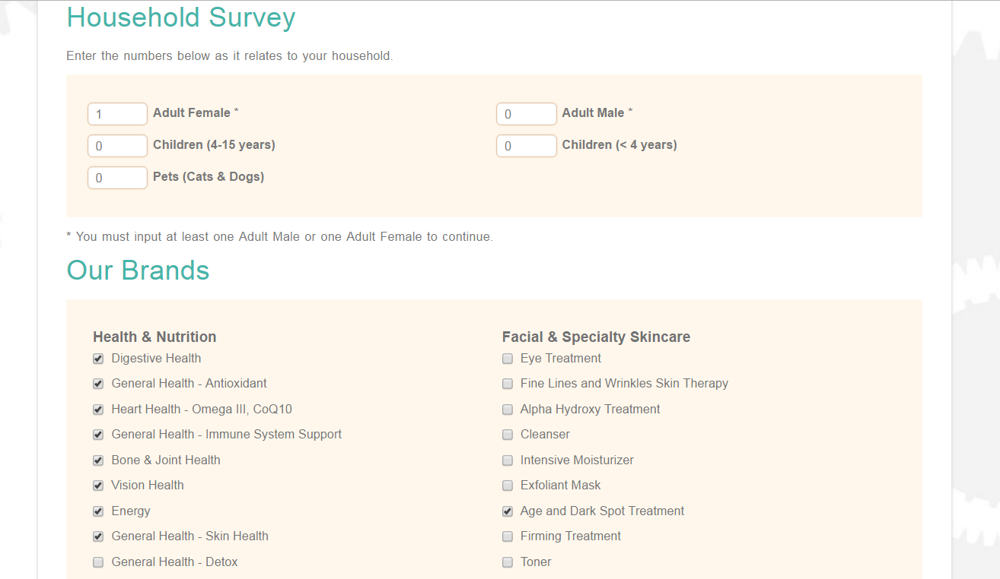 Household Survey
Enter the numbers below as it relates to your household.
1 Adult Female *
0 Adult Male *
0 Children (4-15 years)
0 Children (< 4 years)
0 Pets (Cats & Dogs)
* You must input at least one Adult Male or one Adult Female to continue.
Our Brands
Health & Nutrition
Digestive Health
General Health - Antioxidant
Heart Health - Omega III, CoQ10
General Health - Immune System Support
Bone & Joint Health
Vision Health
Energy
General Health - Skin Health
General Health - Detox
Facial & Specialty Skincare
Eye Treatment
Fine Lines and Wrinkles Skin Therapy
Alpha Hydroxy Treatment
Cleanser
Intensive Moisturizer
Exfoliant Mask
Age and Dark Spot Treatment
Firming Treatment
Toner